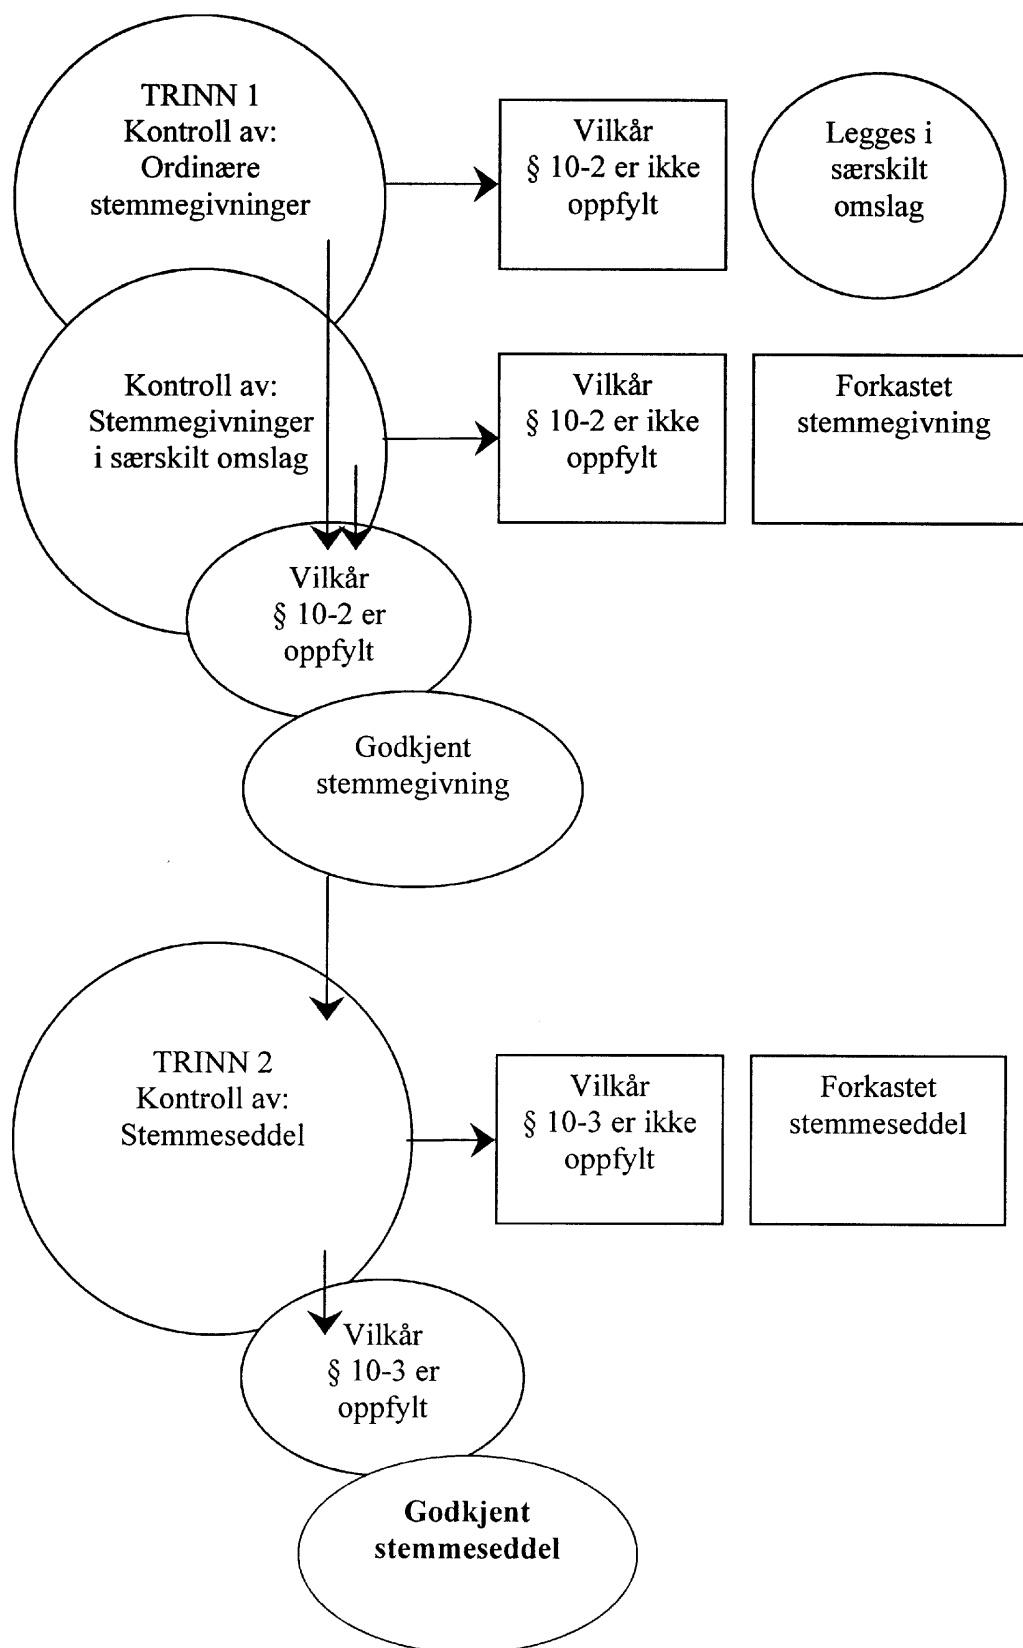 TRINN 1
Kontroll av:
Ordinære
stemmegivninger
Vilkår
§ 10-2 er ikke
oppfylt
Legges i
særskilt
omslag
Kontroll av:
Stemmegivninger
i særskilt omslag
Vilkår
§ 10-2 er ikke
oppfylt
Forkastet
stemmegivning
Vilkår
§ 10-2 er
oppfylt
Godkjent
stemmegivning
TRINN 2
Kontroll av:
Stemmeseddel
Vilkår
§ 10-3 er ikke
oppfylt
Forkastet
stemmeseddel
Vilkår
§ 10-3 er
oppfylt
Godkjent
stemmeseddel